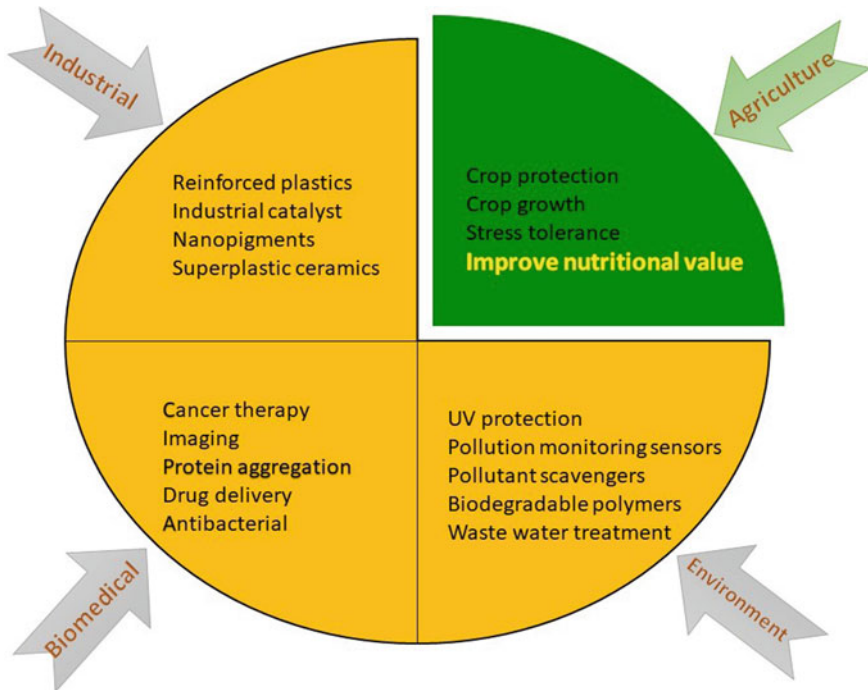 Industrial
Agriculture
Reinforced plastics
Industrial catalyst
Nanopigments
Superplastic ceramics
Crop protection
Crop growth
Stress tolerance
Improve nutritional value
Cancer therapy
Imaging
Protein aggregation
Drug delivery
Antibacterial
UV protection
Pollution monitoring sensors
Pollutant scavengers
Biodegradable polymers
Waste water treatment
Biomedical
Environment